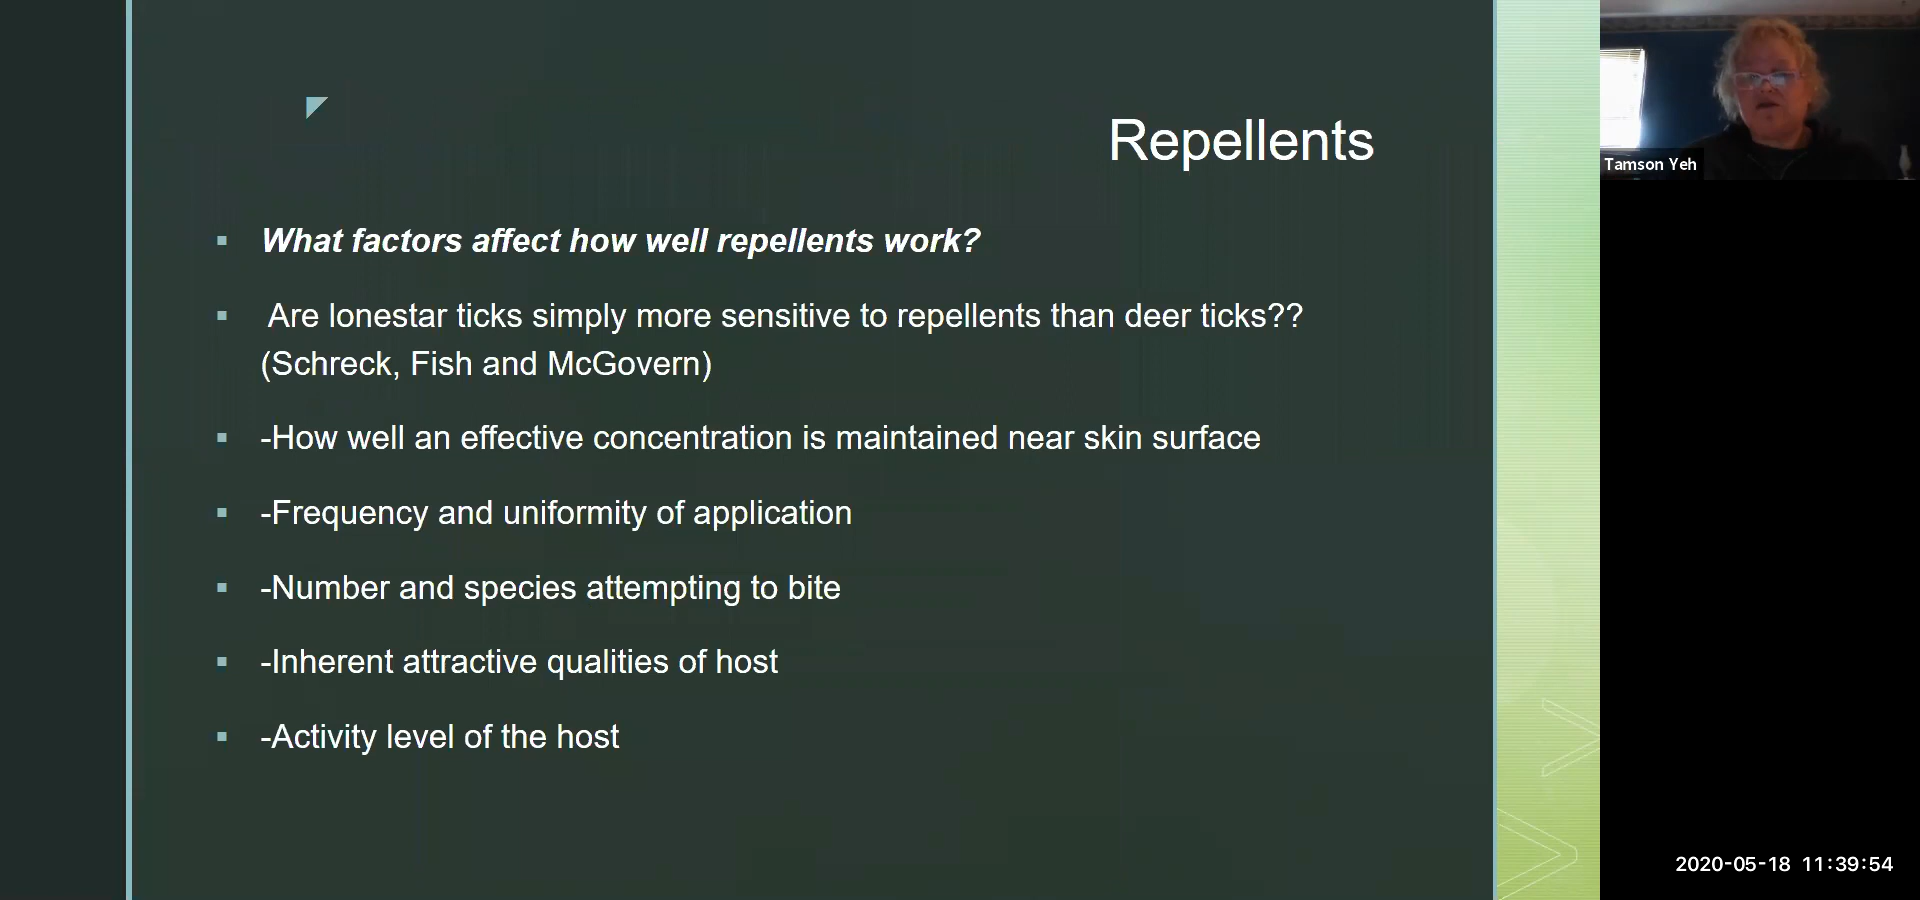 Repellents
What factors affect how well repellents work?
Are lonestar ticks simply more sensitive to repellents than deer ticks??
(Schreck, Fish and McGovern)
-How well an effective concentration is maintained near skin surface
-Frequency and uniformity of application
-Number and species attempting to bite
-Inherent attractive qualities of host
-Activity level of the host
Tamson Yeh
2020-05-18 11:39:54